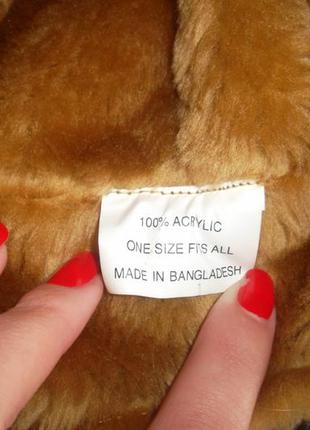 100% ACRYLIC
ONE SIZE FITS ALL
MADE IN BANGLADESH